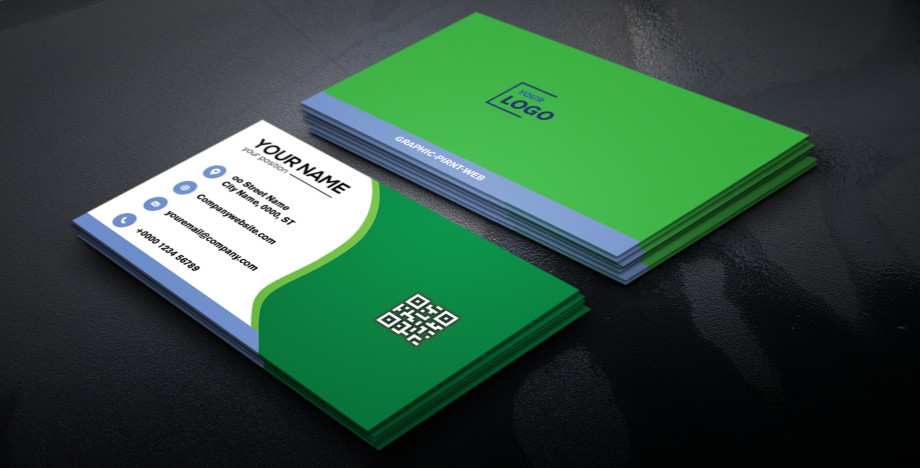 YOUR
LOGO
GRAPHIC-PIRNT-WEB
YOUR NAME
your position
oo Street Name
City Name, 0000, ST
Companywebsite.com
youremail@company.com
+0000 1234 56789